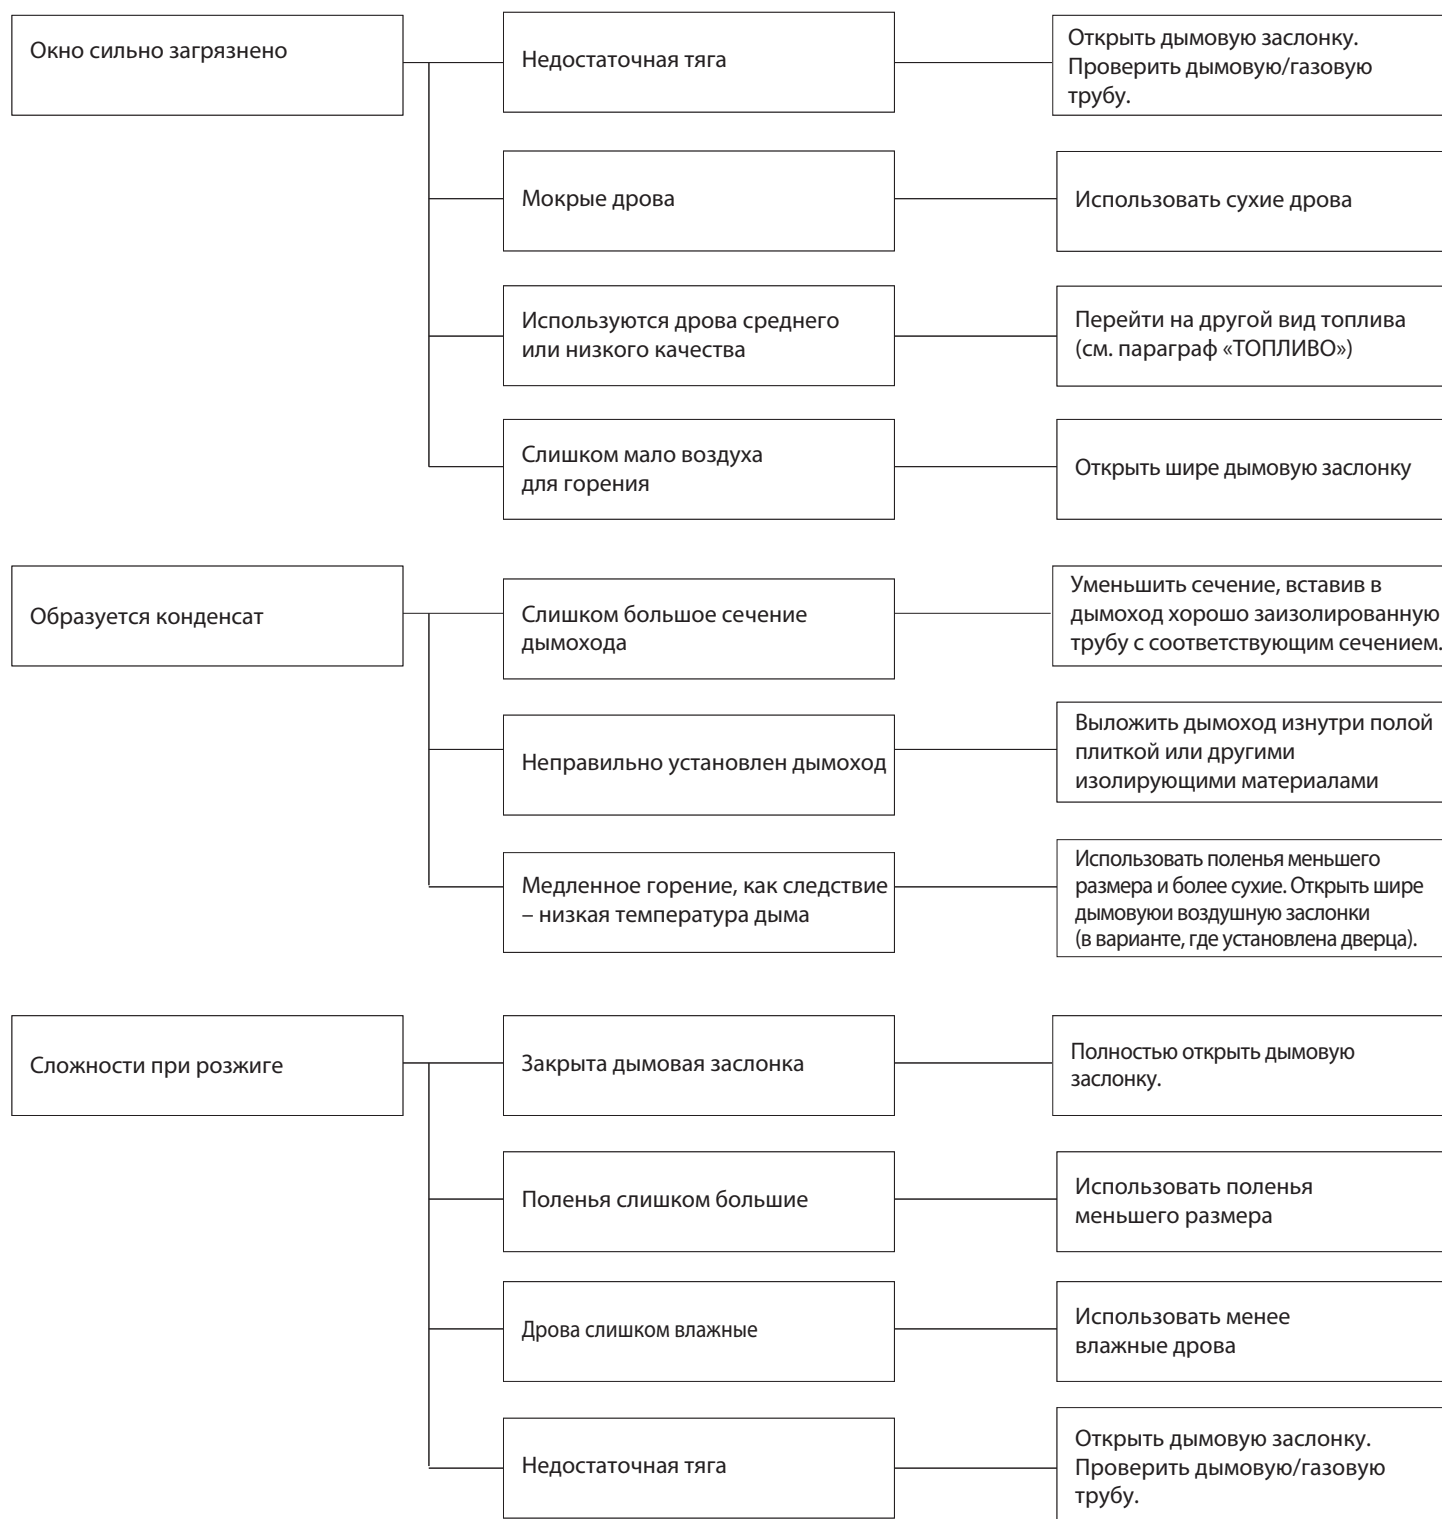 Окно сильно загрязнено
Недостаточная тяга
Открыть дымовую заслонку.
Проверить дымовую/газовую
трубу.
Мокрые дрова
Использовать сухие дрова
Используются дрова среднего
или низкого качества
Перейти на другой вид топлива
(см. параграф «ТОПЛИВО»)
Слишком мало воздуха
для горения
Открыть шире дымовую заслонку
Образуется конденсат
Слишком большое сечение
дымохода
Уменьшить сечение, вставив в
дымоход хорошо заизолированную
трубу с соответствующим сечением.
Неправильно установлен дымоход
Выложить дымоход изнутри полой
плиткой или другими
изолирующими материалами
Медленное горение, как следствие
– низкая температура дыма
Использовать поленья меньшего
размера и более сухие. Открыть шире
дымовуюи воздушную заслонки
(в варианте, где установлена дверца).
Сложности при розжиге
Закрыта дымовая заслонка
Полностью открыть дымовую
заслонку.
Поленья слишком большие
Использовать поленья
меньшего размера
Дрова слишком влажные
Использовать менее
влажные дрова
Недостаточная тяга
Открыть дымовую заслонку.
Проверить дымовую/газовую
трубу.